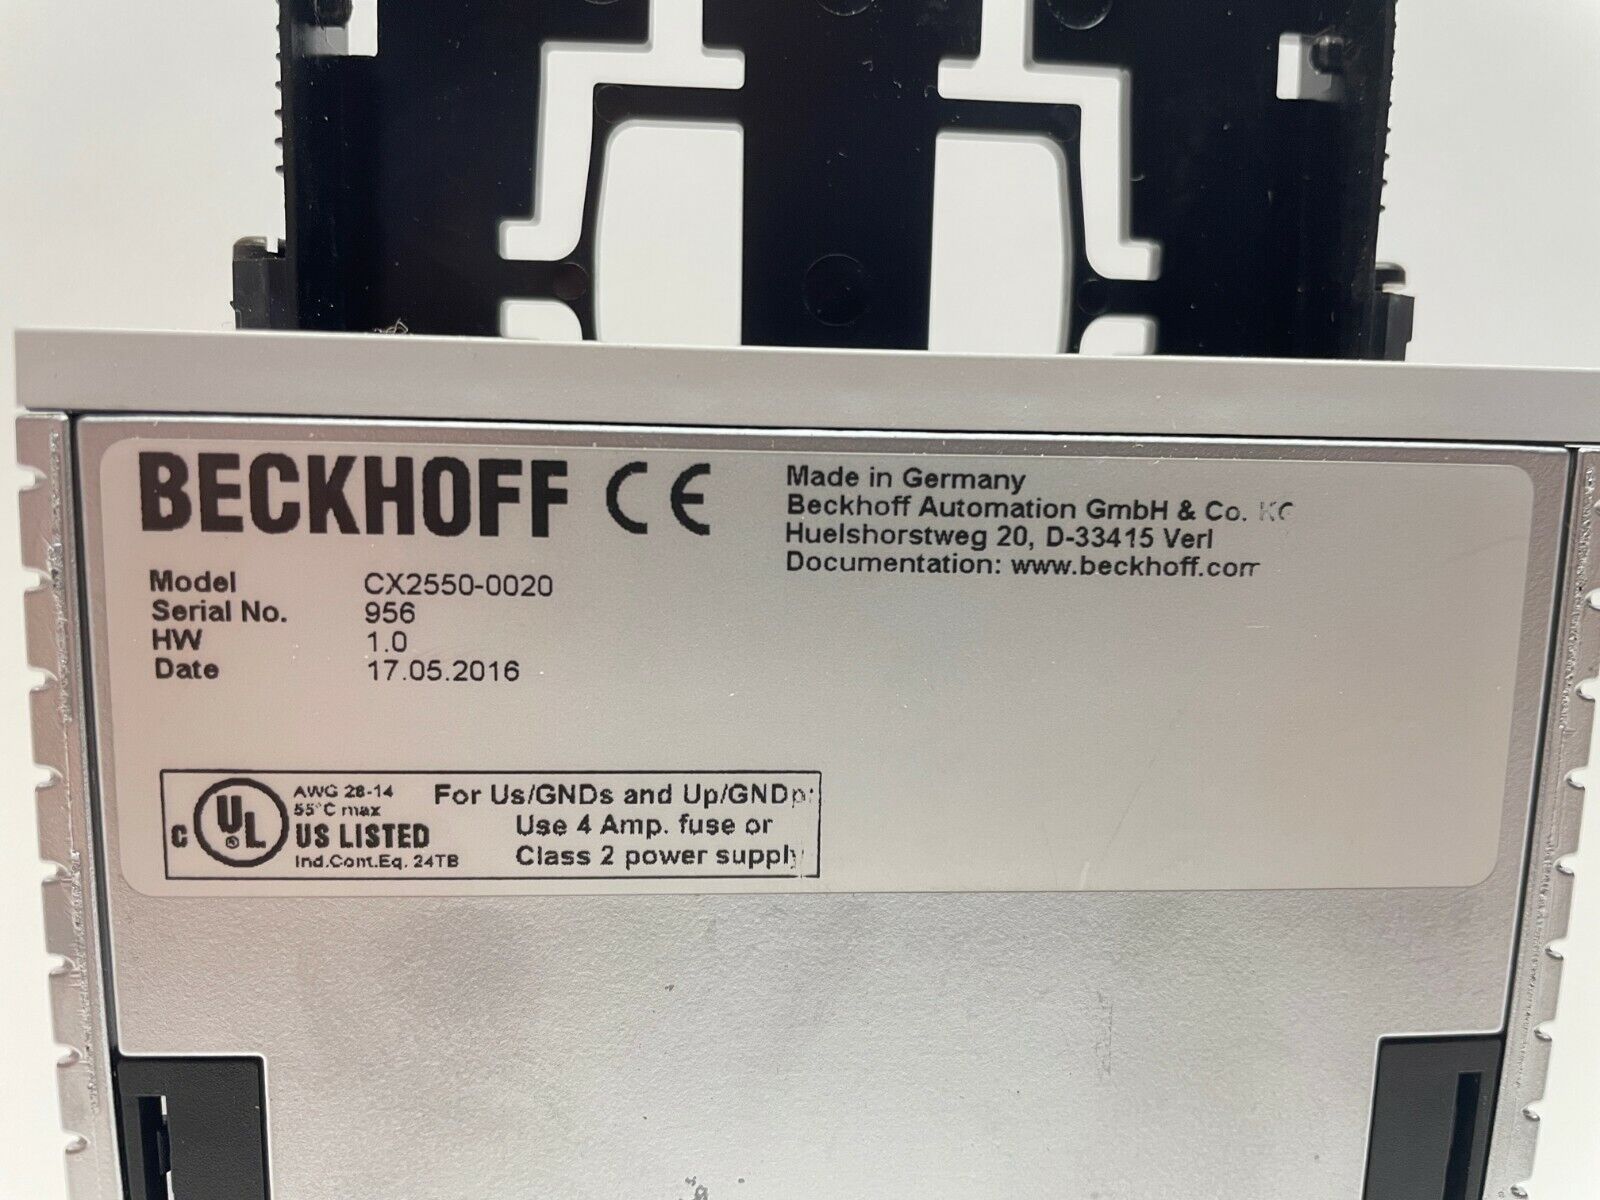 BECKHOFF CE
Made in Germany
Beckhoff Automation GmbH & Co. KG
Huelshorstweg 20, D-33415 Verl
Documentation: www.beckhoff.com
Model CX2550-0020
Serial No. 956
HW 1.0
Date 17.05.2016
C UL ®
AWG 28-14
55°C max
US LISTED
Ind.Cont.Eq. 24TB
For Us/GNDs and Up/GNDp:
Use 4 Amp. fuse or
Class 2 power supply